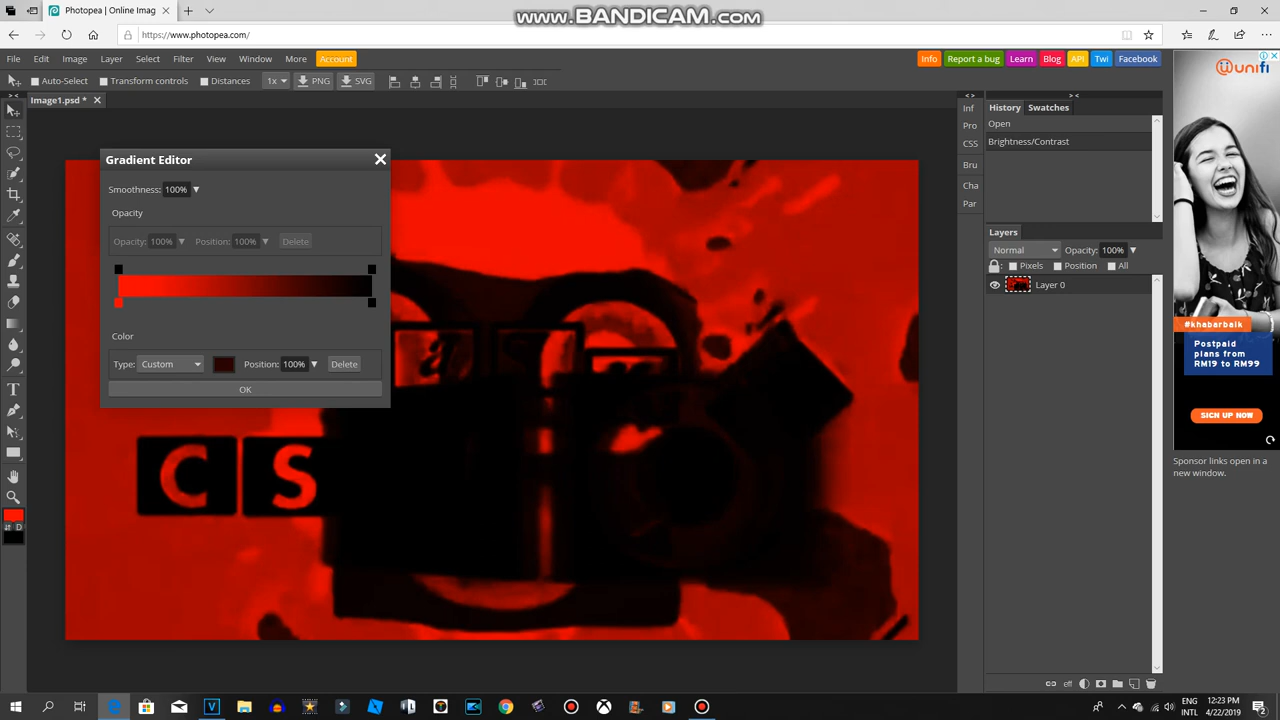 www.BANDICAM.com
Photopea | Online Imag
https://www.photopea.com/
File Edit Image Layer Select Filter View Window More Account
Info Report a bug Learn Blog API Twi Facebook
Auto-Select Transform controls Distances 1x PNG SVG
Image1.psd *
Gradient Editor
Smoothness: 100%
Opacity
Opacity: 100% Position: 100% Delete
Color
Type: Custom Position: 100% Delete
OK
C S
D
Inf
Pro
CSS
Bru
Cha
Par
History Swatches
Open
Brightness/Contrast
Layers
Normal Opacity: 100%
Pixels Position All
Layer 0
eff
unifi
#khabarbaik
Postpaid
plans from
RM19 to RM99
SIGN UP NOW
Sponsor links open in a
new window.
ENG
INTL
12:23 PM
4/22/2019